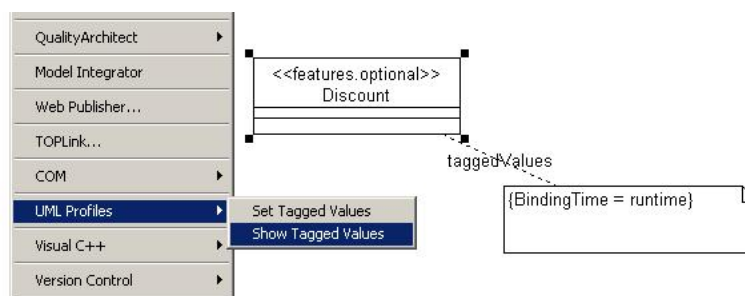 QualityArchitect
Model Integrator
Web Publisher...
TOPLink...
COM
UML Profiles
Visual C++
Version Control
Set Tagged Values
Show Tagged Values
<<features.optional>>
Discount
taggedValues
{BindingTime = runtime}